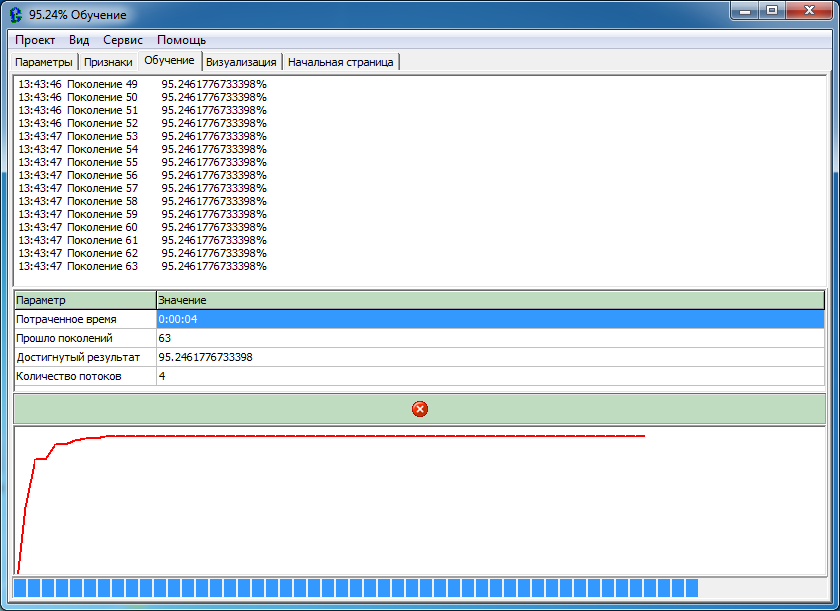 95.24% Обучение
Проект Вид Сервис Помощь
Параметры Признаки Обучение Визуализация Начальная страница
13:43:46 Поколение 49 95.2461776733398%
13:43:46 Поколение 50 95.2461776733398%
13:43:46 Поколение 51 95.2461776733398%
13:43:46 Поколение 52 95.2461776733398%
13:43:47 Поколение 53 95.2461776733398%
13:43:47 Поколение 54 95.2461776733398%
13:43:47 Поколение 55 95.2461776733398%
13:43:47 Поколение 56 95.2461776733398%
13:43:47 Поколение 57 95.2461776733398%
13:43:47 Поколение 58 95.2461776733398%
13:43:47 Поколение 59 95.2461776733398%
13:43:47 Поколение 60 95.2461776733398%
13:43:47 Поколение 61 95.2461776733398%
13:43:47 Поколение 62 95.2461776733398%
13:43:47 Поколение 63 95.2461776733398%
Параметр Значение
Потраченное время 0:00:04
Прошло поколений 63
Достигнутый результат 95.2461776733398
Количество потоков 4